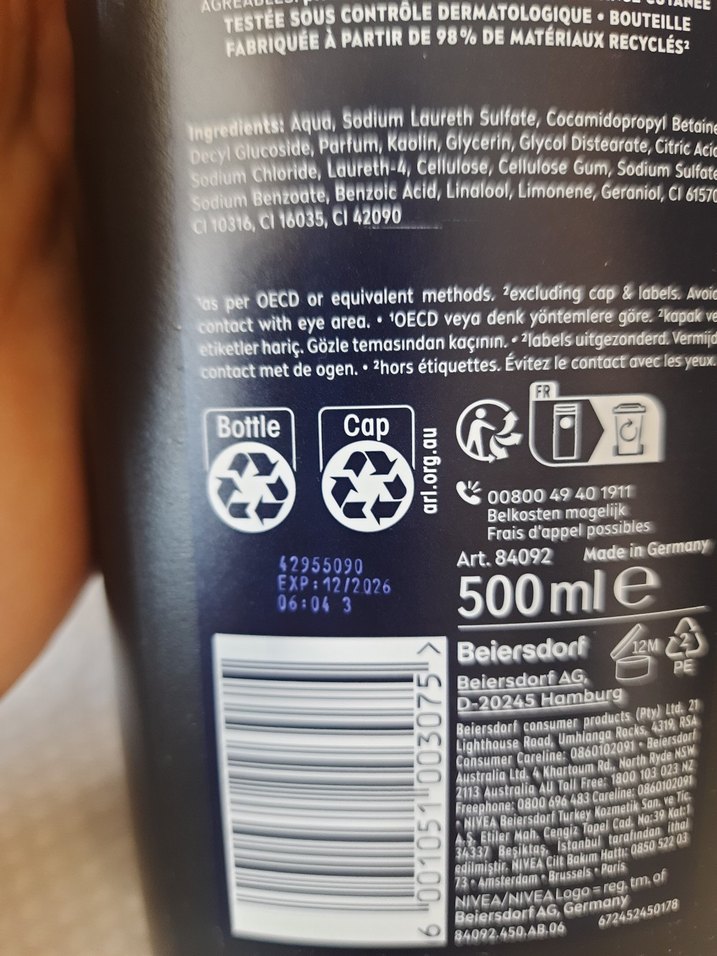 TESTÉE SOUS CONTRÔLE DERMATOLOGIQUE • BOUTEILLE
FABRIQUÉE À PARTIR DE 98% DE MATÉRIAUX RECYCLÉS²
Ingredients: Aqua, Sodium Laureth Sulfate, Cocamidopropyl Betaine
Decyl Glucoside, Parfum, Kaolin, Glycerin, Glycol Distearate, Citric Acid
Sodium Chloride, Laureth-4, Cellulose, Cellulose Gum, Sodium Sulfate
Sodium Benzoate, Benzoic Acid, Linalool, Limonene, Geraniol, CI 61570
CI 10316, CI 16035, CI 42090
¹as per OECD or equivalent methods. ²excluding cap & labels. Avoid
contact with eye area. • ¹OECD veya denk yöntemlere göre. ²kapak ve
etiketler hariç. Gözle temasından kaçının. • ²labels uitgezonderd. Vermijd
contact met de ogen. • ²hors étiquettes. Évitez le contact avec les yeux.
Bottle
Cap
arl.org.au
FR
00800 49 40 1911
Belkosten mogelijk
Frais d'appel possibles
Art. 84092 Made in Germany
42955090
EXP:12/2026
06:04 3
500 ml e
Beiersdorf
12M
2
PE
Beiersdorf AG,
D-20245 Hamburg
Beiersdorf consumer products (Pty) Ltd. 21
Lighthouse Road, Umhlanga Rocks, 4319, RSA
Consumer Careline: 0860102091 • Beiersdorf
Australia Ltd. 4 Khartoum Rd., North Ryde NSW
2113 Australia AU Toll Free: 1800 103 023 NZ
Freephone: 0800 696 483 Careline: 0860102091
• NIVEA Beiersdorf Turkey Kozmetik San. ve Tic.
A.Ş. Etiler Mah. Cengiz Topel Cad. No:39 Kat:1
34337 Beşiktaş, İstanbul tarafından ithal
edilmiştir. NIVEA Cilt Bakım Hattı: 0850 522 03
73 • Amsterdam • Brussels • Paris
NIVEA/NIVEA Logo = reg. tm. of
Beiersdorf AG, Germany
84092.450.AB.06 672452450178
6 001051 003075 >